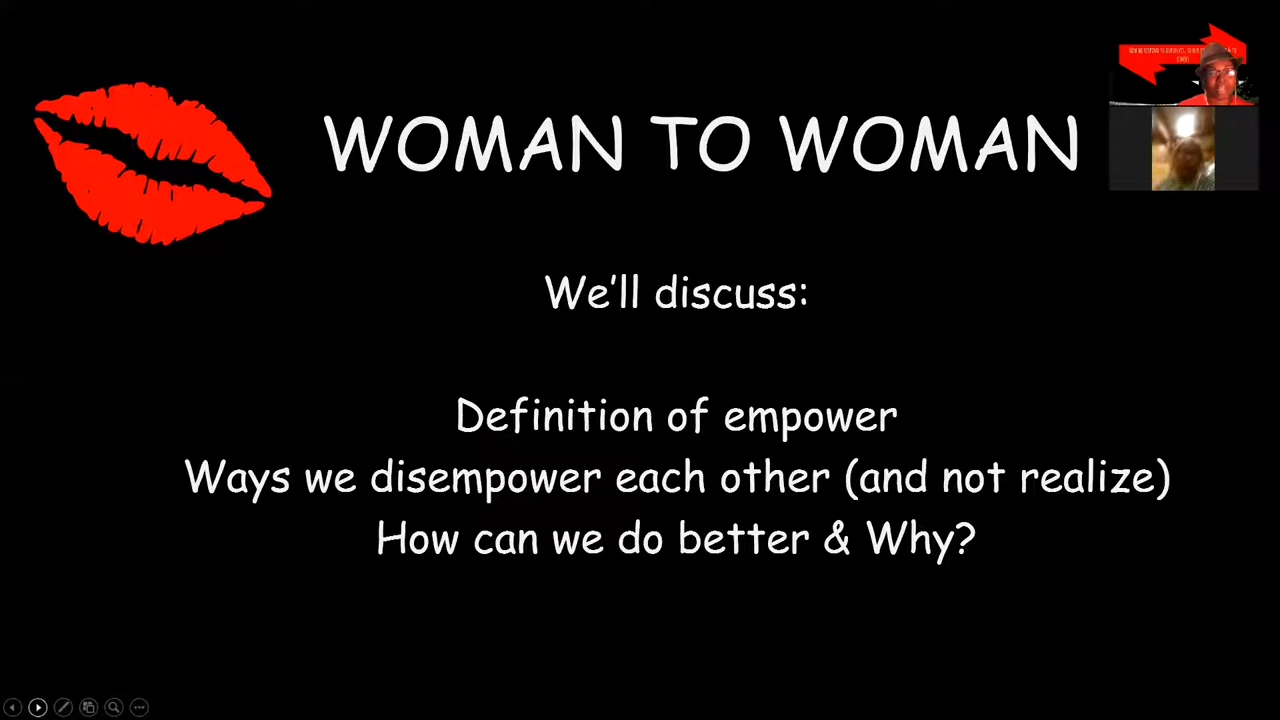 WOMAN TO WOMAN
We'll discuss:
Definition of empower
Ways we disempower each other (and not realize)
How can we do better & Why?